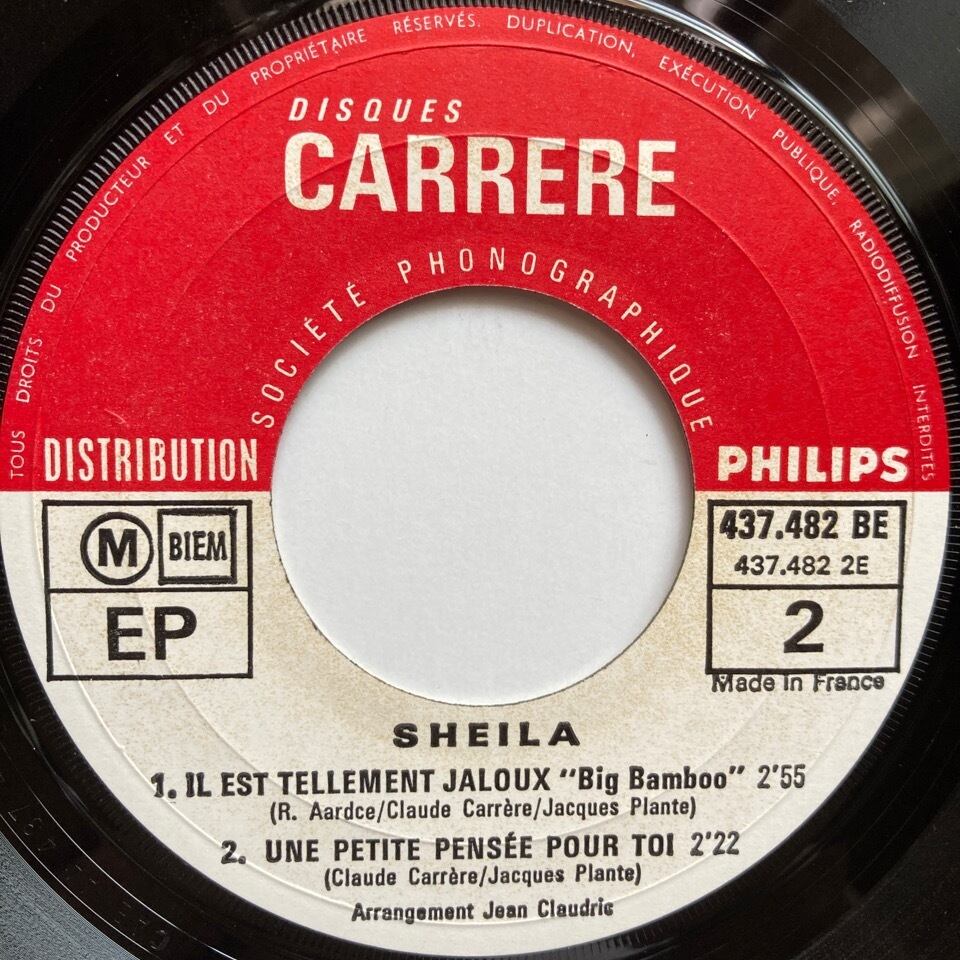 TOUS DROITS DU PRODUCTEUR ET DU PROPRIÉTAIRE RÉSERVÉS. DUPLICATION, EXÉCUTION PUBLIQUE, RADIODIFFUSION INTERDITES
DISQUES
CARRERE
SOCIÉTÉ PHONOGRAPHIQUE
DISTRIBUTION PHILIPS
M BIEM
EP
437.482 BE
437.482 2E
2
Made in France
SHEILA
1. IL EST TELLEMENT JALOUX "Big Bamboo" 2'55
(R. Aardce/Claude Carrère/Jacques Plante)
2. UNE PETITE PENSÉE POUR TOI 2'22
(Claude Carrère/Jacques Plante)
Arrangement Jean Claudric